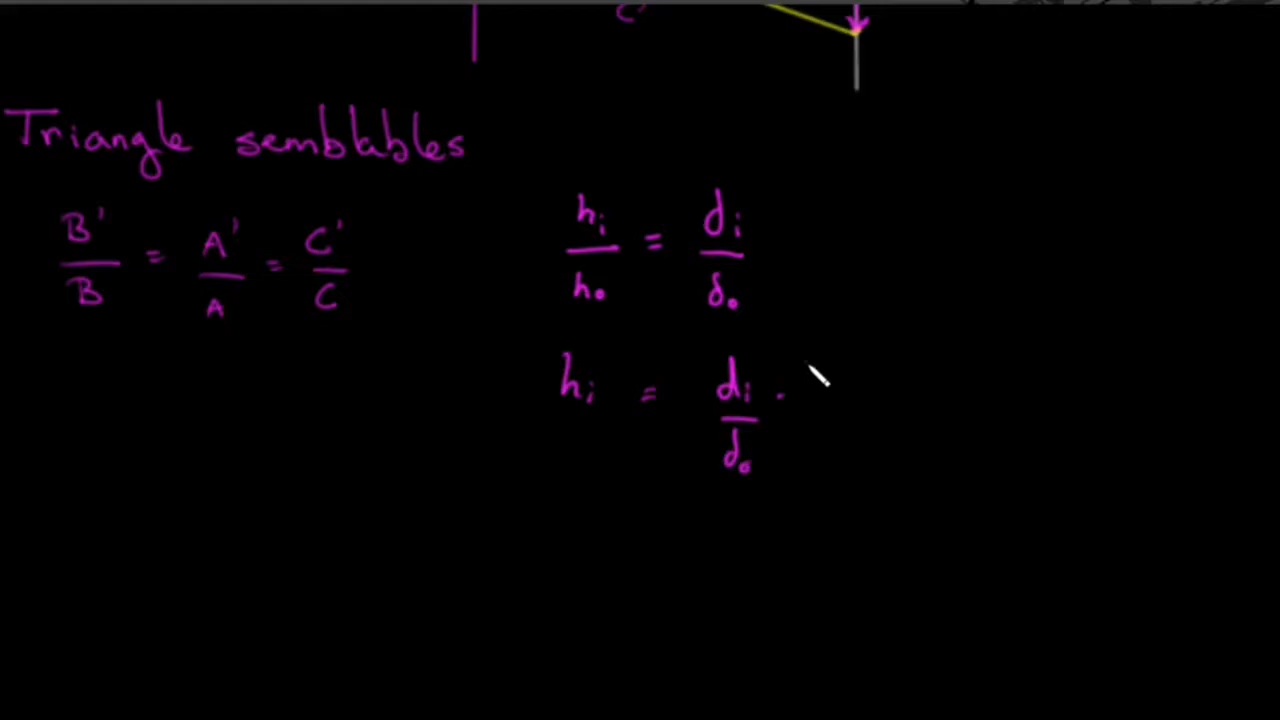 C'
Triangle semblables
B'/B = A'/A = C'/C
hi/ho = di/do
hi = di/do ·